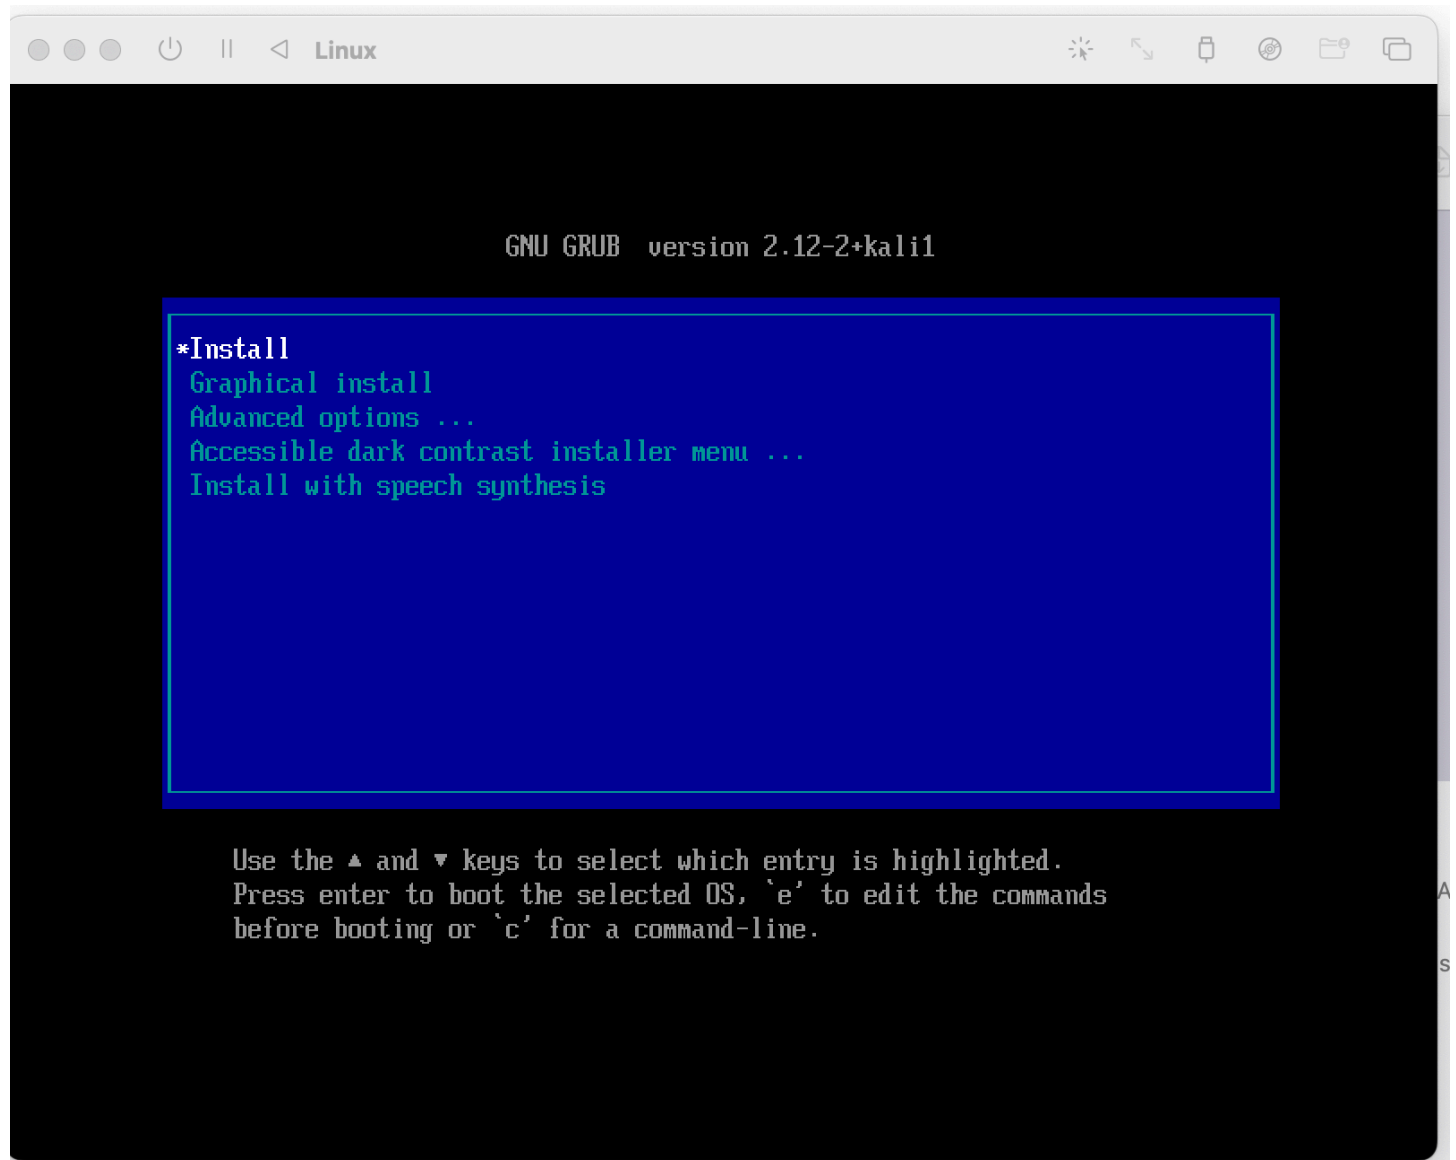 Linux
GNU GRUB  version 2.12-2+kali1
*Install
Graphical install
Advanced options ...
Accessible dark contrast installer menu ...
Install with speech synthesis
Use the ▲ and ▼ keys to select which entry is highlighted.
Press enter to boot the selected OS, `e' to edit the commands
before booting or `c' for a command-line.
A
s